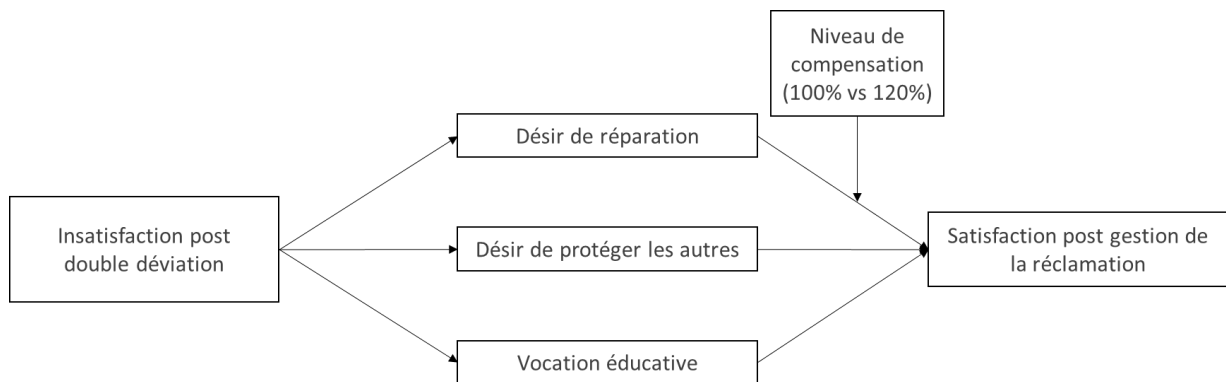 Niveau de
compensation
(100% vs 120%)
Désir de réparation
Insatisfaction post
double déviation
Désir de protéger les autres
Satisfaction post gestion de
la réclamation
Vocation éducative